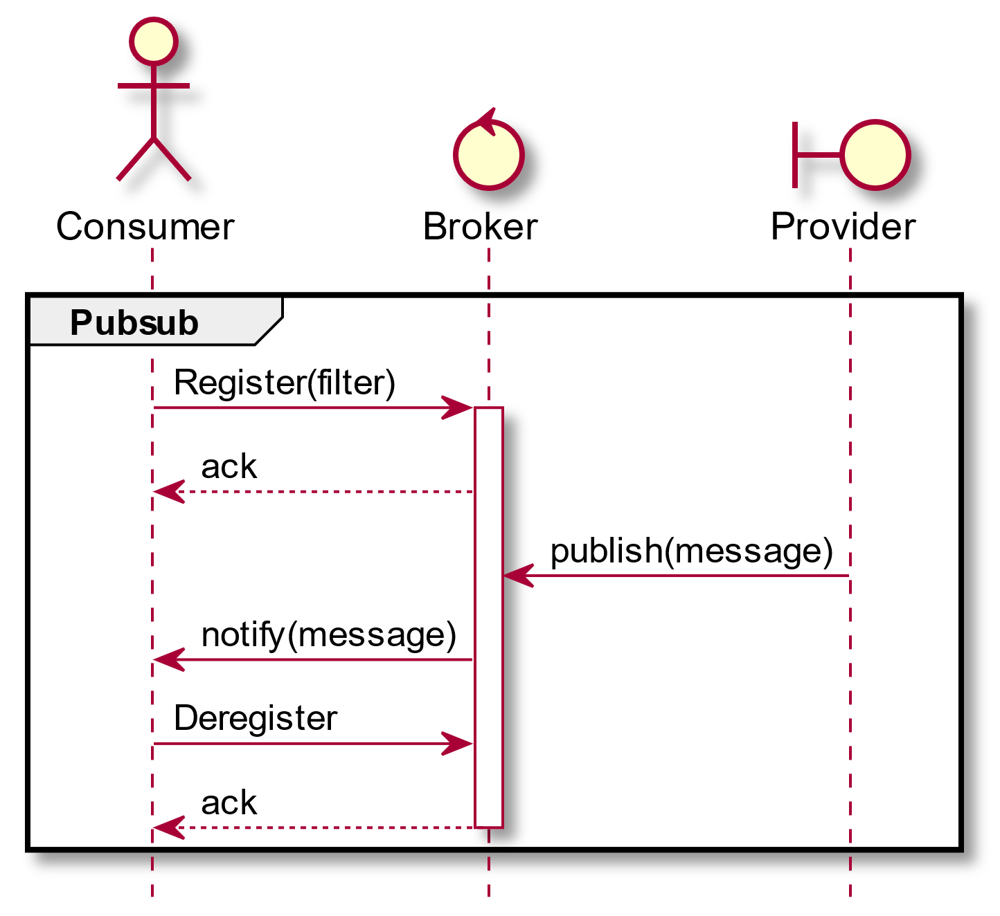 Consumer
Broker
Provider
Pubsub
Register(filter)
ack
publish(message)
notify(message)
Deregister
ack